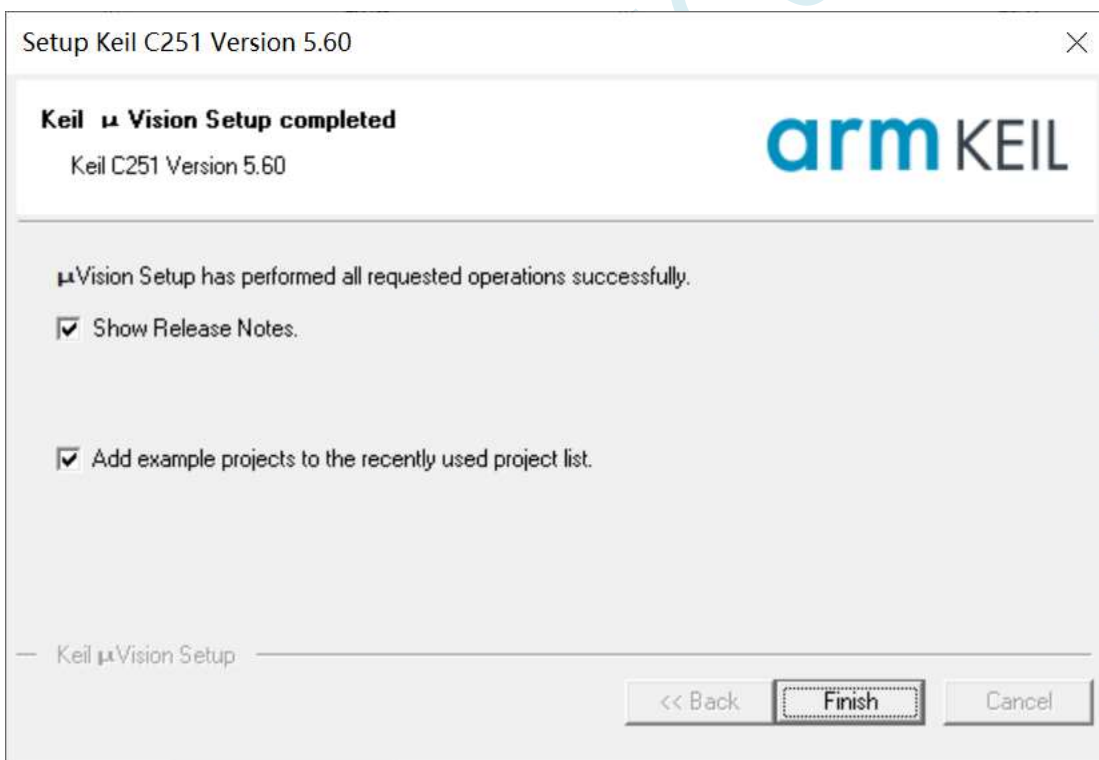 Setup Keil C251 Version 5.60
Keil μ Vision Setup completed
Keil C251 Version 5.60
arm KEIL
μVision Setup has performed all requested operations successfully.
Show Release Notes.
Add example projects to the recently used project list.
Keil μVision Setup
<< Back
Finish
Cancel